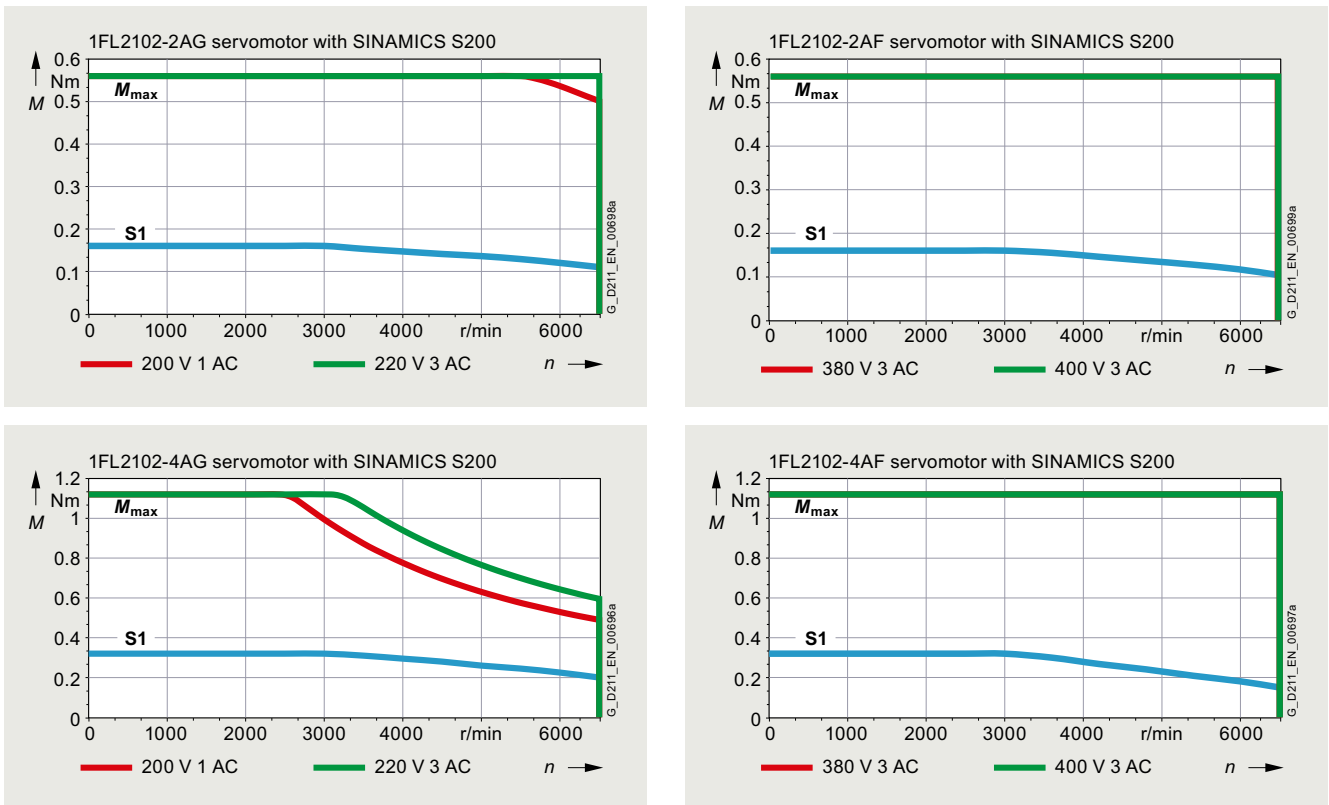 1FL2102-2AG servomotor with SINAMICS S200
0.6
Nm
M
0.5
0.4
0.3
0.2
0.1
0
Mmax
S1
0 1000 2000 3000 4000 r/min 6000
200 V 1 AC 220 V 3 AC n
G_D211_EN_00698a
1FL2102-2AF servomotor with SINAMICS S200
0.6
Nm
M
0.5
0.4
0.3
0.2
0.1
0
Mmax
S1
0 1000 2000 3000 4000 r/min 6000
380 V 3 AC 400 V 3 AC n
G_D211_EN_00699a
1FL2102-4AG servomotor with SINAMICS S200
1.2
Nm
M
1
0.8
0.6
0.4
0.2
0
Mmax
S1
0 1000 2000 3000 4000 r/min 6000
200 V 1 AC 220 V 3 AC n
G_D211_EN_00696a
1FL2102-4AF servomotor with SINAMICS S200
1.2
Nm
M
1
0.8
0.6
0.4
0.2
0
Mmax
S1
0 1000 2000 3000 4000 r/min 6000
380 V 3 AC 400 V 3 AC n
G_D211_EN_00697a